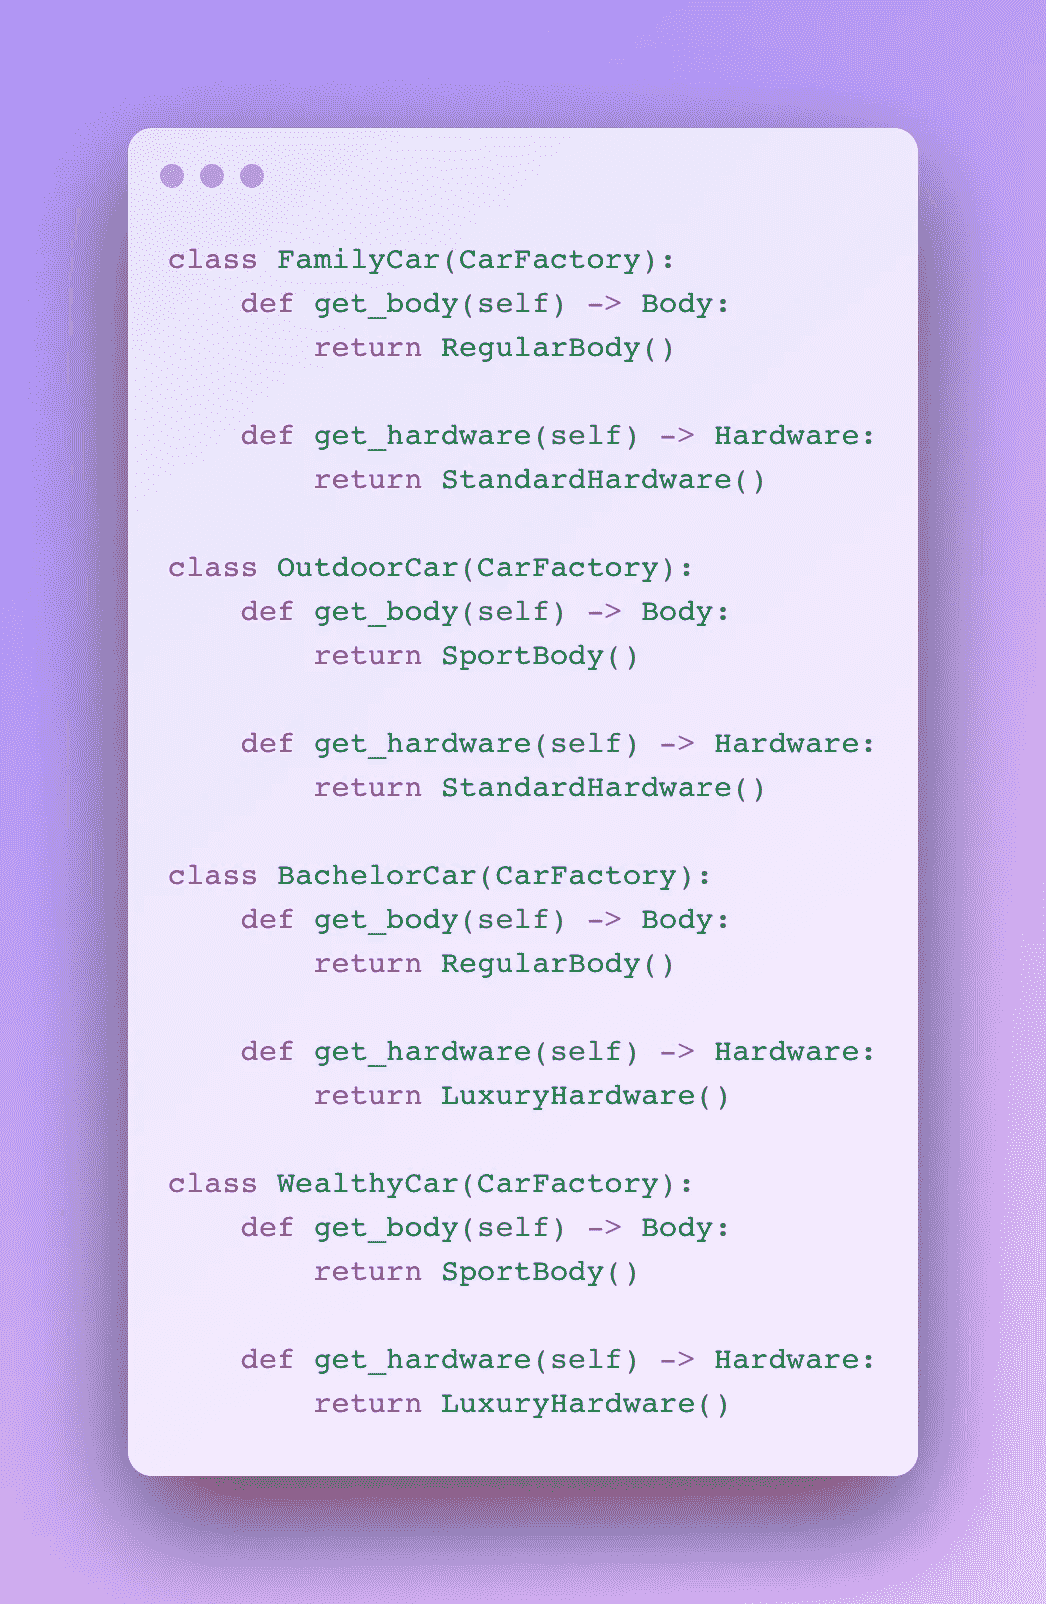 class FamilyCar(CarFactory):
    def get_body(self) -> Body:
        return RegularBody()

    def get_hardware(self) -> Hardware:
        return StandardHardware()

class OutdoorCar(CarFactory):
    def get_body(self) -> Body:
        return SportBody()

    def get_hardware(self) -> Hardware:
        return StandardHardware()

class BachelorCar(CarFactory):
    def get_body(self) -> Body:
        return RegularBody()

    def get_hardware(self) -> Hardware:
        return LuxuryHardware()

class WealthyCar(CarFactory):
    def get_body(self) -> Body:
        return SportBody()

    def get_hardware(self) -> Hardware:
        return LuxuryHardware()